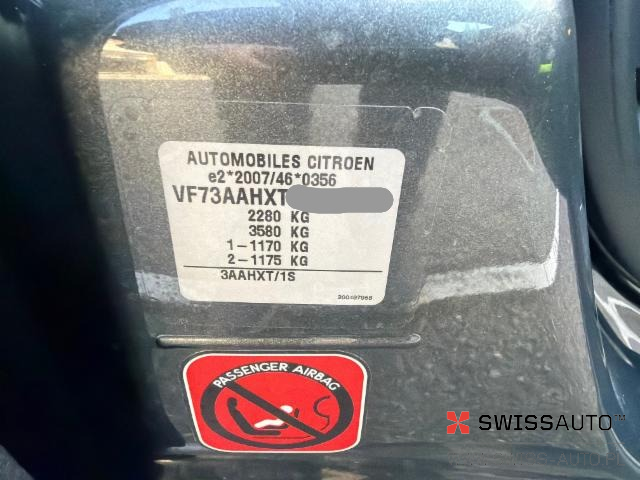 AUTOMOBILES CITROEN
e2*2007/46*0356
VF73AAHXT
2280 KG
3580 KG
1-1170 KG
2-1175 KG
3AAHXT/1S
PASSENGER AIRBAG
SWISSAUTO™